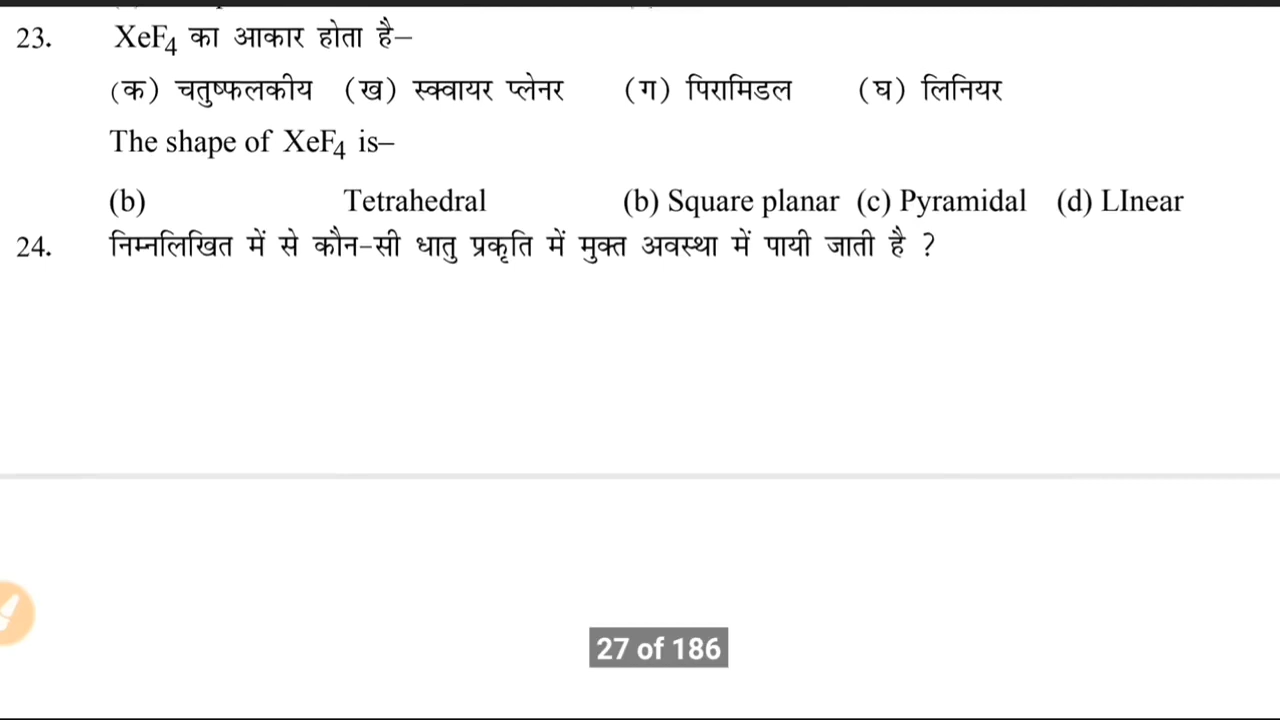 23. XeF₄ का आकार होता है–
(क) चतुष्फलकीय (ख) स्क्वायर प्लेनर (ग) पिरामिडल (घ) लिनियर
The shape of XeF₄ is–
(b) Tetrahedral (b) Square planar (c) Pyramidal (d) LInear
24. निम्नलिखित में से कौन-सी धातु प्रकृति में मुक्त अवस्था में पायी जाती है ?
27 of 186